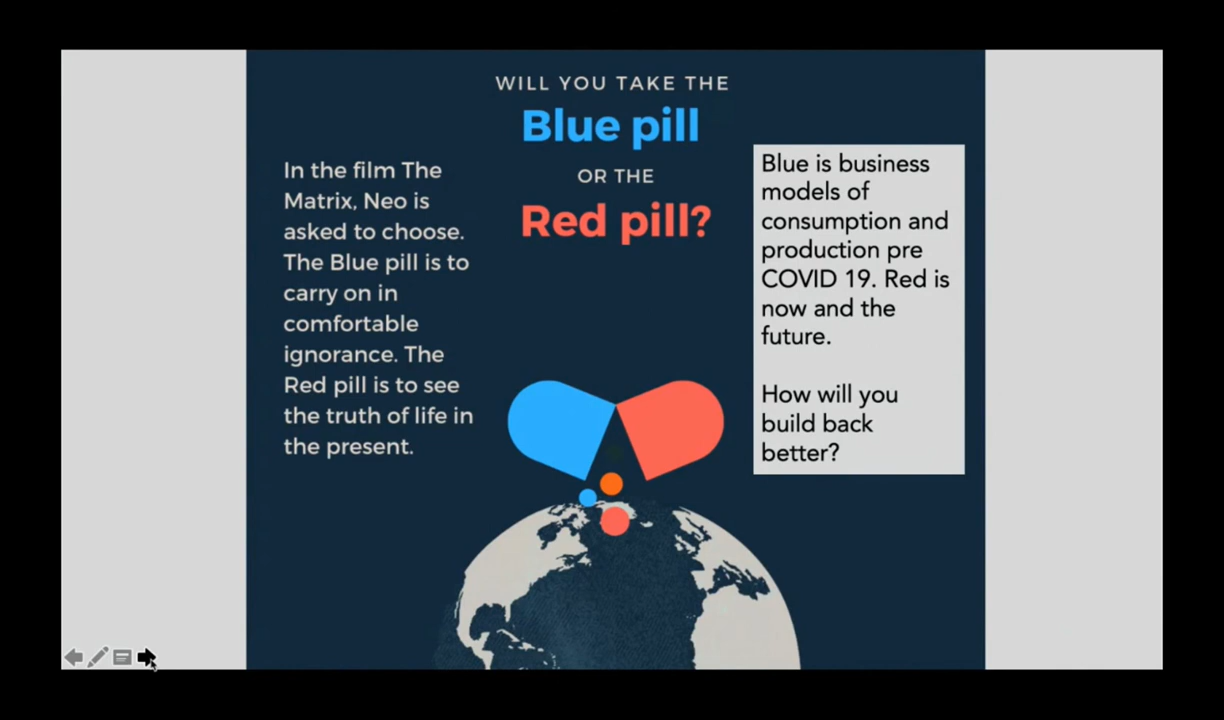 WILL YOU TAKE THE
Blue pill
OR THE
Red pill?
In the film The
Matrix, Neo is
asked to choose.
The Blue pill is to
carry on in
comfortable
ignorance. The
Red pill is to see
the truth of life in
the present.
Blue is business
models of
consumption and
production pre
COVID 19. Red is
now and the
future.
How will you
build back
better?